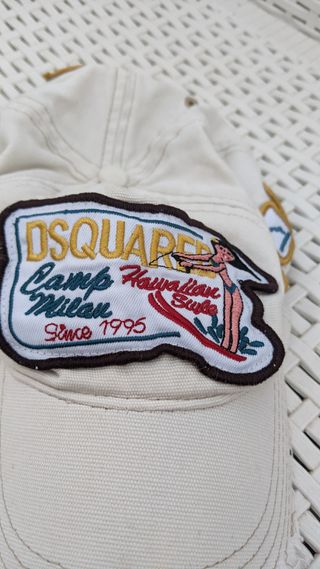 DSQUARED
Camp
Milan
Hawaiian
Surf
Since 1995